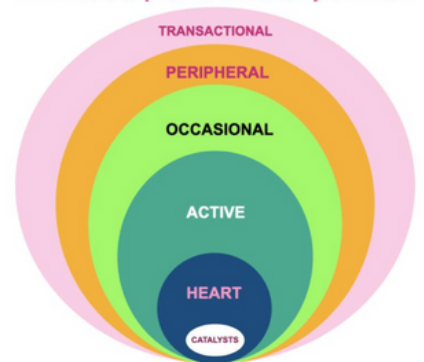 TRANSACTIONAL
PERIPHERAL
OCCASIONAL
ACTIVE
HEART
CATALYSTS